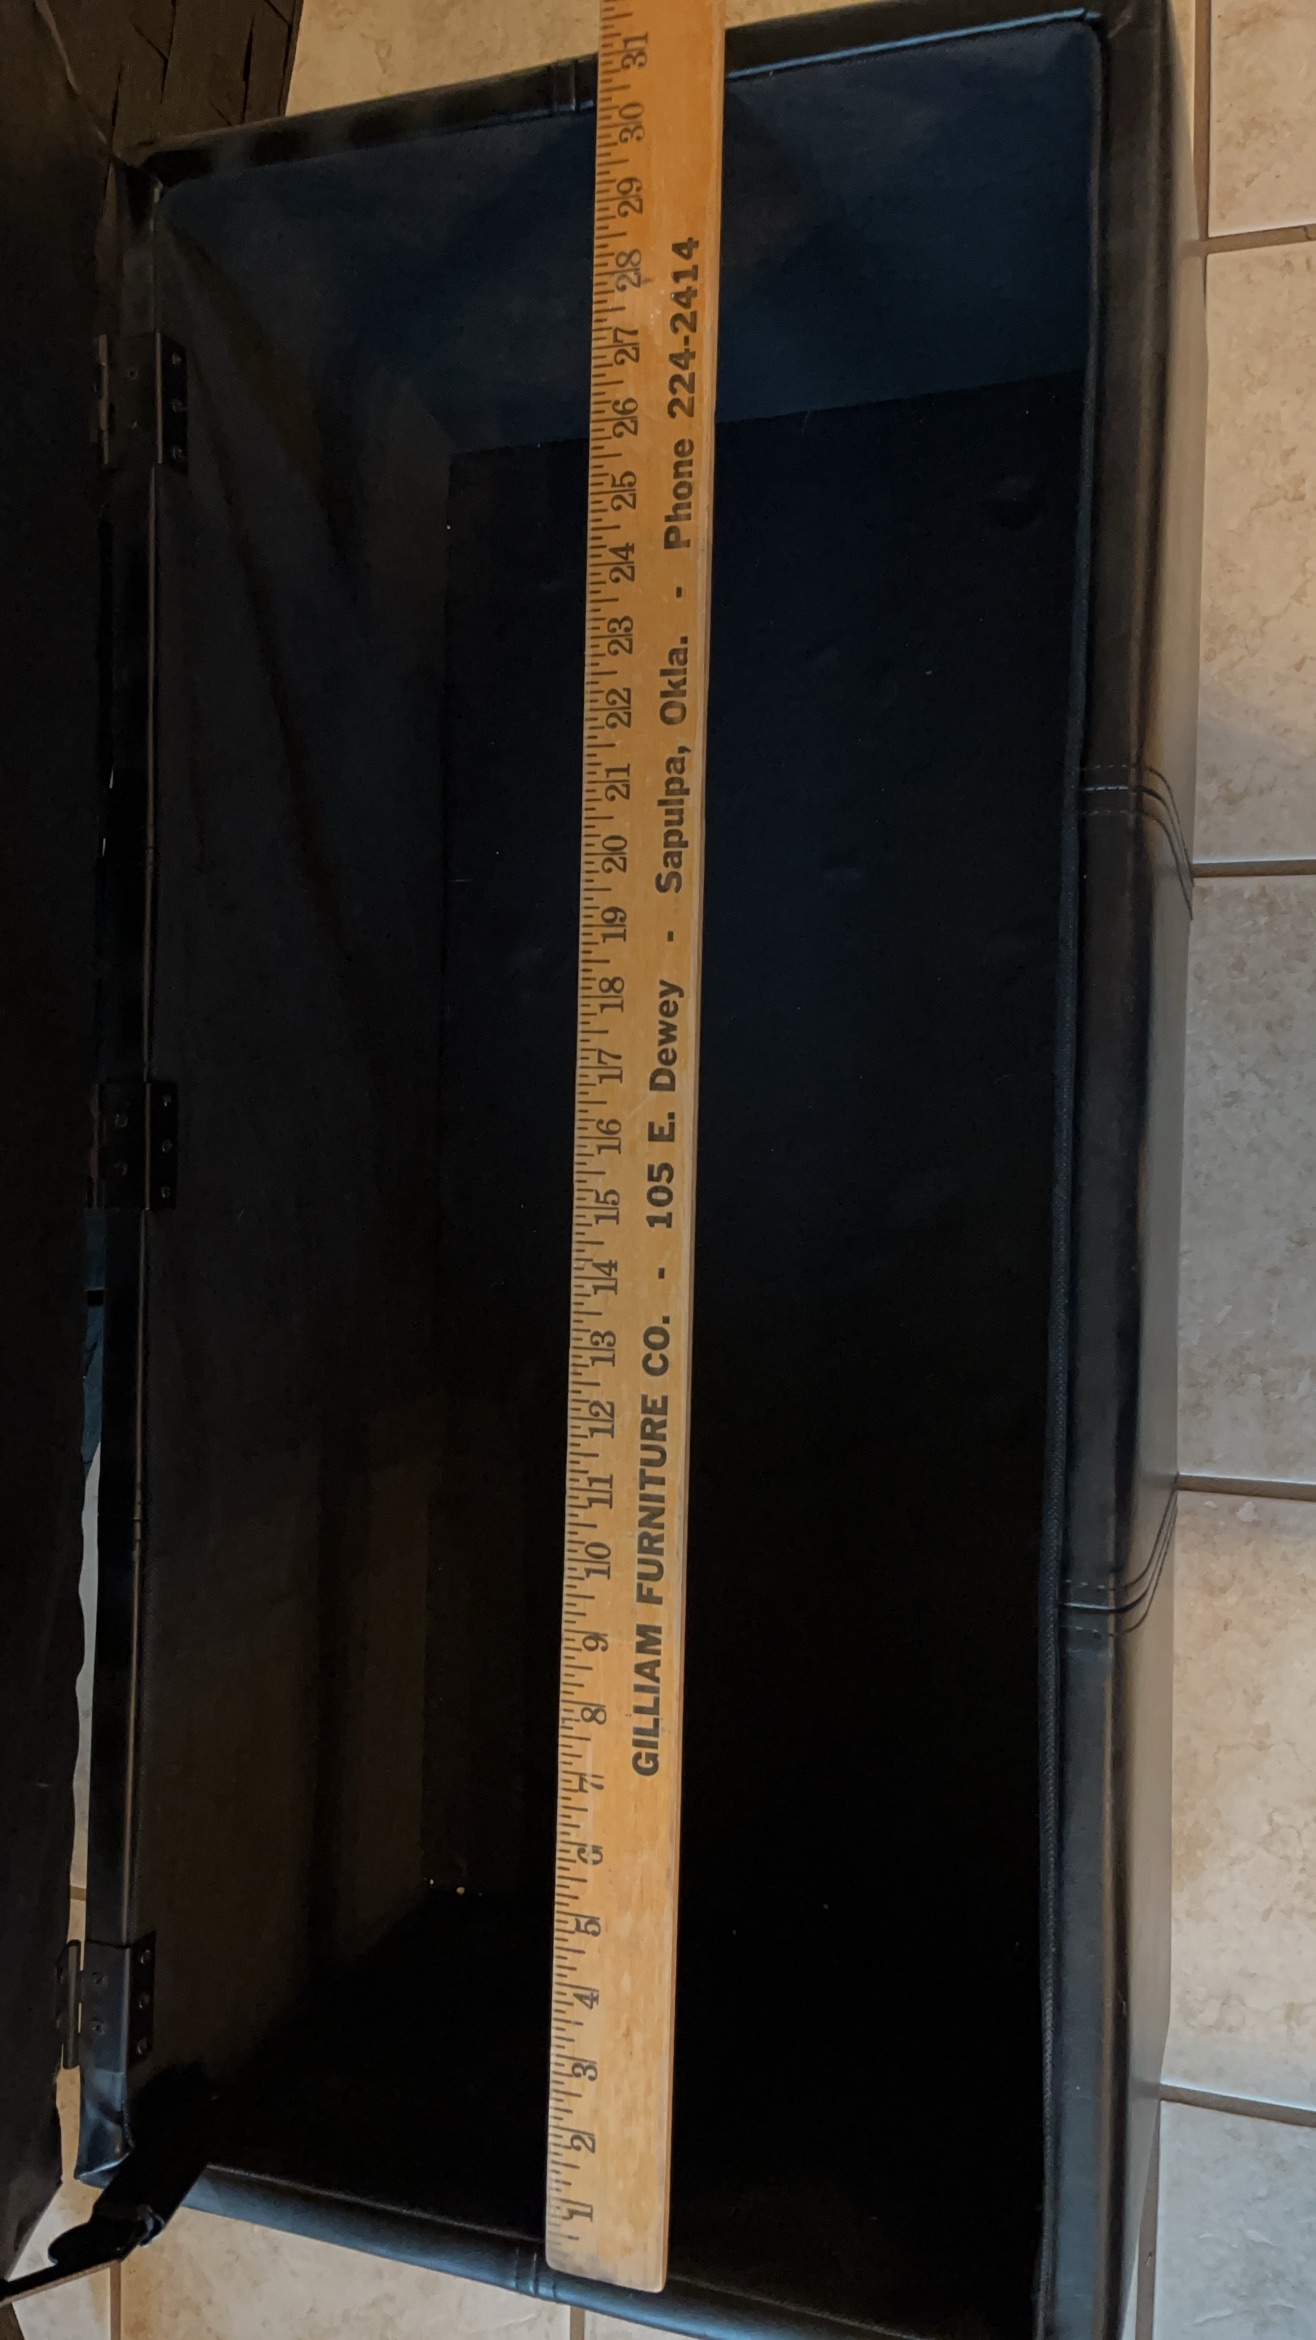 1 2 3 4 5 6 7 8 9 10 11 12 13 14 15 16 17 18 19 20 21 22 23 24 25 26 27 28 29 30 31
GILLIAM FURNITURE CO. - 105 E. Dewey - Sapulpa, Okla. - Phone 224-2414